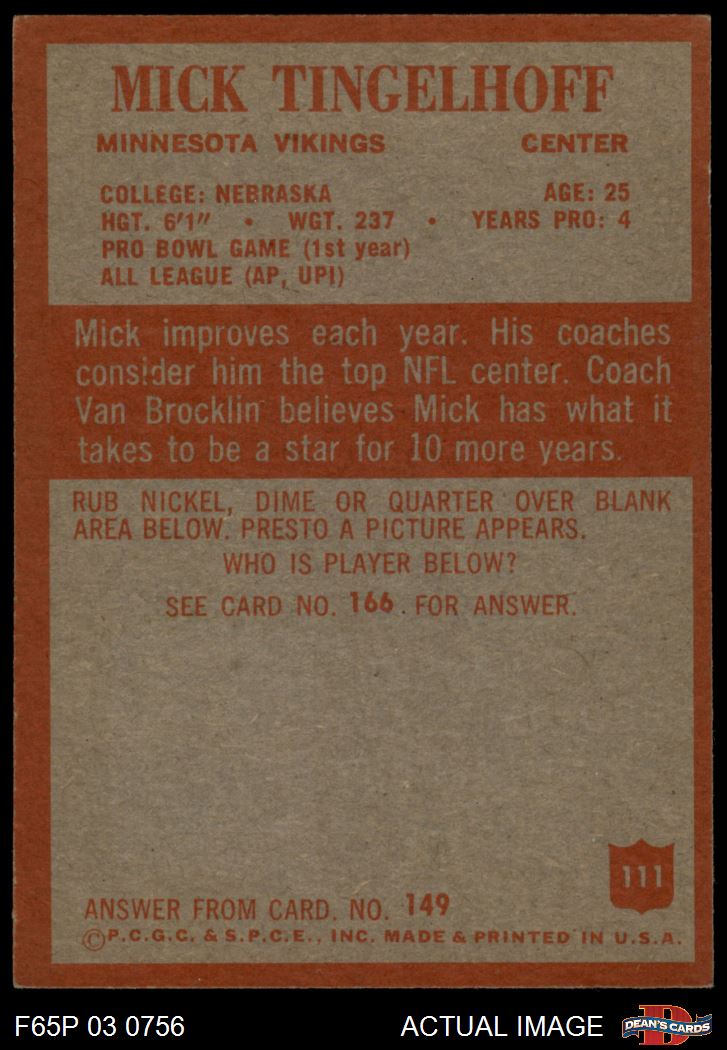 MICK TINGELHOFF
MINNESOTA VIKINGS CENTER
COLLEGE: NEBRASKA AGE: 25
HGT. 6'1" • WGT. 237 • YEARS PRO: 4
PRO BOWL GAME (1st year)
ALL LEAGUE (AP, UPI)
Mick improves each year. His coaches
consider him the top NFL center. Coach
Van Brocklin believes Mick has what it
takes to be a star for 10 more years.
RUB NICKEL, DIME OR QUARTER OVER BLANK
AREA BELOW. PRESTO A PICTURE APPEARS.
WHO IS PLAYER BELOW?
SEE CARD NO. 166. FOR ANSWER.
111
ANSWER FROM CARD. NO. 149
©P.C.G.C. & S.P.C.E., INC. MADE & PRINTED IN U.S.A.
F65P 03 0756 ACTUAL IMAGE D DEAN'S CARDS